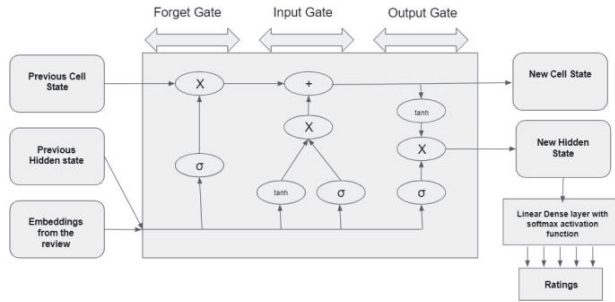 Forget Gate
Input Gate
Output Gate
Previous Cell
State
X
+
New Cell State
tanh
X
Previous
Hidden state
X
New Hidden
State
σ
tanh
σ
σ
Embeddings
from the
review
Linear Dense layer with
softmax activation
function
Ratings